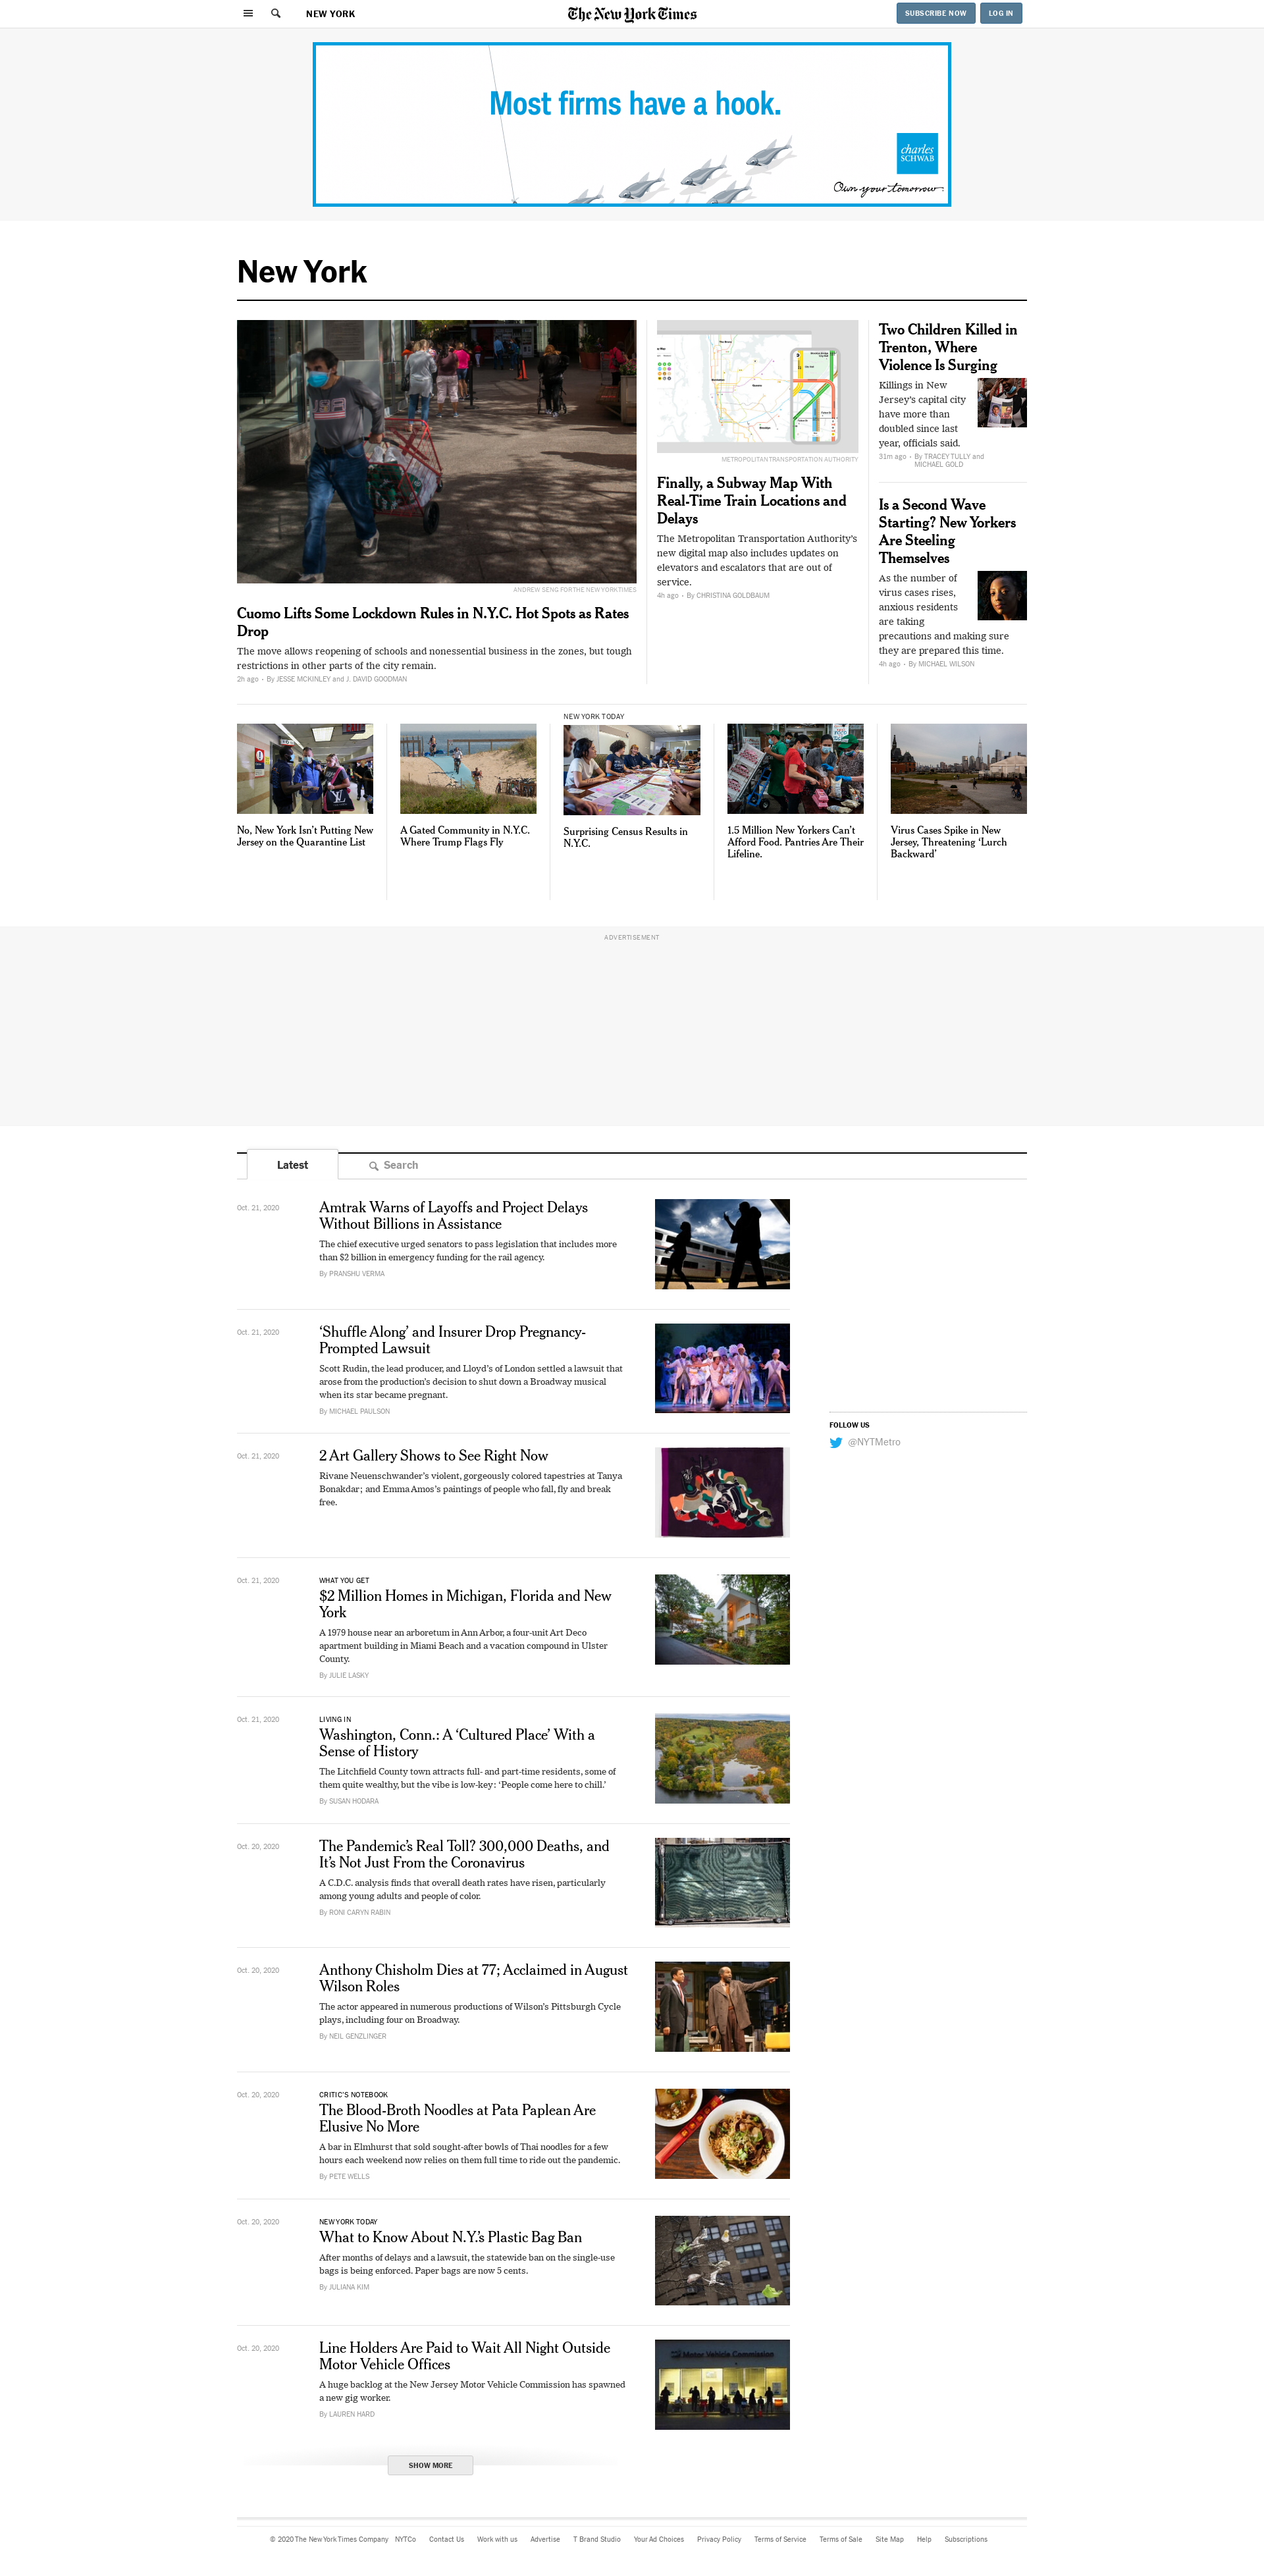 NEW YORK
The New York Times
SUBSCRIBE NOW
LOG IN
Most firms have a hook.
charles
SCHWAB
Own your tomorrow
New York
METROPOLITAN TRANSPORTATION AUTHORITY
Finally, a Subway Map With
Real-Time Train Locations and
Delays
The Metropolitan Transportation Authority's
new digital map also includes updates on
elevators and escalators that are out of
service.
4h ago • By CHRISTINA GOLDBAUM
Two Children Killed in
Trenton, Where
Violence Is Surging
Killings in New
Jersey's capital city
have more than
doubled since last
year, officials said.
31m ago • By TRACEY TULLY and
MICHAEL GOLD
Is a Second Wave
Starting? New Yorkers
Are Steeling
Themselves
As the number of
virus cases rises,
anxious residents
are taking
precautions and making sure
they are prepared this time.
4h ago • By MICHAEL WILSON
ANDREW SENG FOR THE NEW YORK TIMES
Cuomo Lifts Some Lockdown Rules in N.Y.C. Hot Spots as Rates
Drop
The move allows reopening of schools and nonessential business in the zones, but tough
restrictions in other parts of the city remain.
2h ago • By JESSE MCKINLEY and J. DAVID GOODMAN
No, New York Isn't Putting New
Jersey on the Quarantine List
A Gated Community in N.Y.C.
Where Trump Flags Fly
NEW YORK TODAY
Surprising Census Results in
N.Y.C.
1.5 Million New Yorkers Can't
Afford Food. Pantries Are Their
Lifeline.
Virus Cases Spike in New
Jersey, Threatening ‘Lurch
Backward’
ADVERTISEMENT
Latest
Search
Oct. 21, 2020
Amtrak Warns of Layoffs and Project Delays
Without Billions in Assistance
The chief executive urged senators to pass legislation that includes more
than $2 billion in emergency funding for the rail agency.
By PRANSHU VERMA
Oct. 21, 2020
‘Shuffle Along’ and Insurer Drop Pregnancy-
Prompted Lawsuit
Scott Rudin, the lead producer, and Lloyd's of London settled a lawsuit that
arose from the production's decision to shut down a Broadway musical
when its star became pregnant.
By MICHAEL PAULSON
FOLLOW US
@NYTMetro
Oct. 21, 2020
2 Art Gallery Shows to See Right Now
Rivane Neuenschwander's violent, gorgeously colored tapestries at Tanya
Bonakdar; and Emma Amos's paintings of people who fall, fly and break
free.
Oct. 21, 2020
WHAT YOU GET
$2 Million Homes in Michigan, Florida and New
York
A 1979 house near an arboretum in Ann Arbor, a four-unit Art Deco
apartment building in Miami Beach and a vacation compound in Ulster
County.
By JULIE LASKY
Oct. 21, 2020
LIVING IN
Washington, Conn.: A ‘Cultured Place’ With a
Sense of History
The Litchfield County town attracts full- and part-time residents, some of
them quite wealthy, but the vibe is low-key: ‘People come here to chill.’
By SUSAN HODARA
Oct. 20, 2020
The Pandemic's Real Toll? 300,000 Deaths, and
It's Not Just From the Coronavirus
A C.D.C. analysis finds that overall death rates have risen, particularly
among young adults and people of color.
By RONI CARYN RABIN
Oct. 20, 2020
Anthony Chisholm Dies at 77; Acclaimed in August
Wilson Roles
The actor appeared in numerous productions of Wilson's Pittsburgh Cycle
plays, including four on Broadway.
By NEIL GENZLINGER
Oct. 20, 2020
CRITIC'S NOTEBOOK
The Blood-Broth Noodles at Pata Paplean Are
Elusive No More
A bar in Elmhurst that sold sought-after bowls of Thai noodles for a few
hours each weekend now relies on them full time to ride out the pandemic.
By PETE WELLS
Oct. 20, 2020
NEW YORK TODAY
What to Know About N.Y.'s Plastic Bag Ban
After months of delays and a lawsuit, the statewide ban on the single-use
bags is being enforced. Paper bags are now 5 cents.
By JULIANA KIM
Oct. 20, 2020
Line Holders Are Paid to Wait All Night Outside
Motor Vehicle Offices
A huge backlog at the New Jersey Motor Vehicle Commission has spawned
a new gig worker.
By LAUREN HARD
Motor Vehicle Commission
SHOW MORE
© 2020 The New York Times Company NYTCo Contact Us Work with us Advertise T Brand Studio Your Ad Choices Privacy Policy Terms of Service Terms of Sale Site Map Help Subscriptions